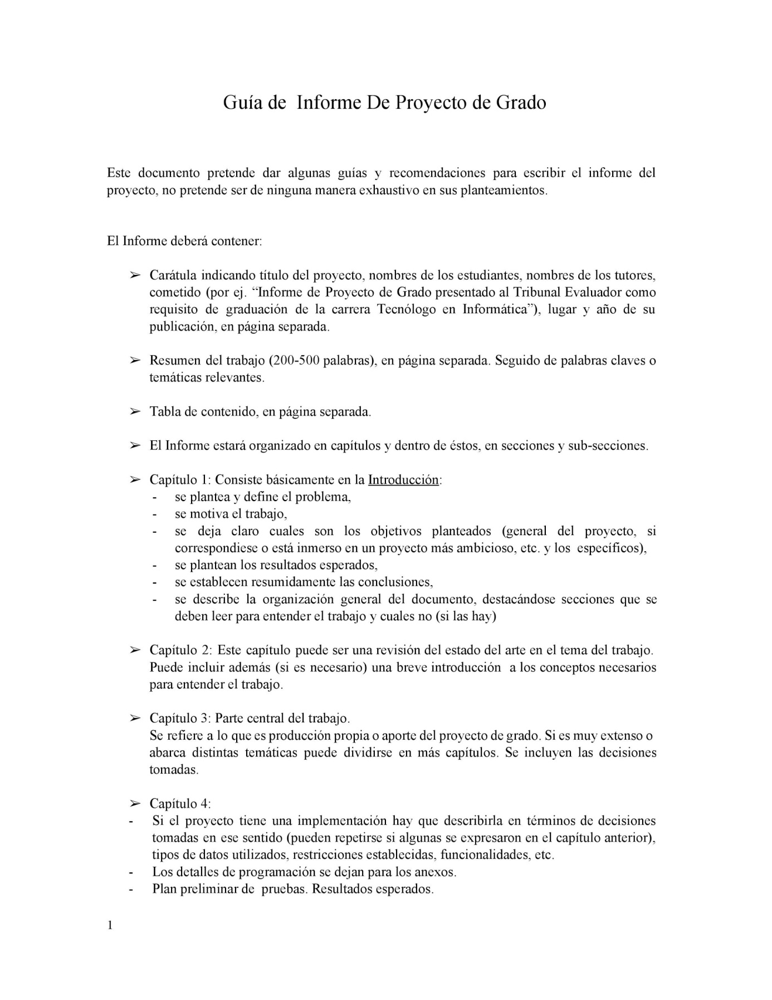 Guía de Informe De Proyecto de Grado
Este documento pretende dar algunas guías y recomendaciones para escribir el informe del
proyecto, no pretende ser de ninguna manera exhaustivo en sus planteamientos.
El Informe deberá contener:
➢ Carátula indicando título del proyecto, nombres de los estudiantes, nombres de los tutores,
cometido (por ej. “Informe de Proyecto de Grado presentado al Tribunal Evaluador como
requisito de graduación de la carrera Tecnólogo en Informática”), lugar y año de su
publicación, en página separada.
➢ Resumen del trabajo (200-500 palabras), en página separada. Seguido de palabras claves o
temáticas relevantes.
➢ Tabla de contenido, en página separada.
➢ El Informe estará organizado en capítulos y dentro de éstos, en secciones y sub-secciones.
➢ Capítulo 1: Consiste básicamente en la Introducción:
- se plantea y define el problema,
- se motiva el trabajo,
- se deja claro cuales son los objetivos planteados (general del proyecto, si
correspondiese o está inmerso en un proyecto más ambicioso, etc. y los específicos),
- se plantean los resultados esperados,
- se establecen resumidamente las conclusiones,
- se describe la organización general del documento, destacándose secciones que se
deben leer para entender el trabajo y cuales no (si las hay)
➢ Capítulo 2: Este capítulo puede ser una revisión del estado del arte en el tema del trabajo.
Puede incluir además (si es necesario) una breve introducción a los conceptos necesarios
para entender el trabajo.
➢ Capítulo 3: Parte central del trabajo.
Se refiere a lo que es producción propia o aporte del proyecto de grado. Si es muy extenso o
abarca distintas temáticas puede dividirse en más capítulos. Se incluyen las decisiones
tomadas.
➢ Capítulo 4:
- Si el proyecto tiene una implementación hay que describirla en términos de decisiones
tomadas en ese sentido (pueden repetirse si algunas se expresaron en el capítulo anterior),
tipos de datos utilizados, restricciones establecidas, funcionalidades, etc.
- Los detalles de programación se dejan para los anexos.
- Plan preliminar de pruebas. Resultados esperados.
1